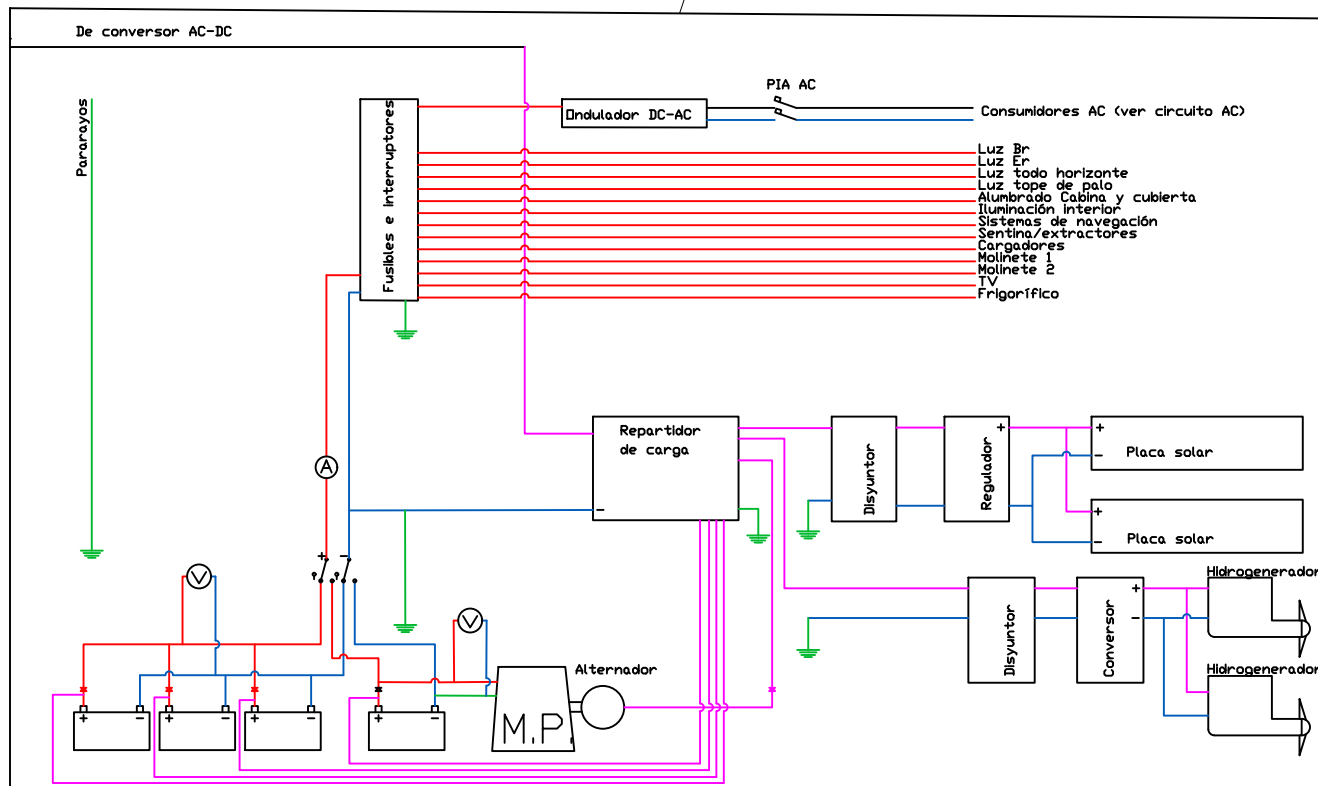 De conversor AC-DC
Pararayos
Fusibles e interruptores
Ondulador DC-AC
PIA AC
Consumidores AC (ver circuito AC)
Luz Br
Luz Er
Luz todo horizonte
Luz tope de palo
Alumbrado Cabina y cubierta
Iluminación interior
Sistemas de navegación
Sentina/extractores
Cargadores
Molinete 1
Molinete 2
TV
Frigorífico
A
Repartidor
de carga
-
Disyuntor
Regulador
+
+
-
Placa solar
+
-
Placa solar
+
-
V
V
Hidrogenerador
Disyuntor
Conversor
+
-
Hidrogenerador
Alternador
M.P.
+
-
+
-
+
-
+
-